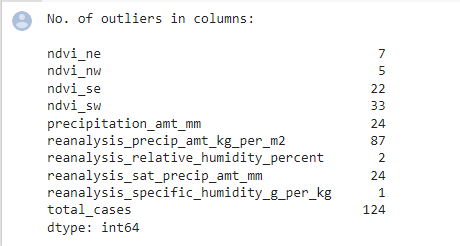 No. of outliers in columns:
ndvi_ne 7
ndvi_nw 5
ndvi_se 22
ndvi_sw 33
precipitation_amt_mm 24
reanalysis_precip_amt_kg_per_m2 87
reanalysis_relative_humidity_percent 2
reanalysis_sat_precip_amt_mm 24
reanalysis_specific_humidity_g_per_kg 1
total_cases 124
dtype: int64